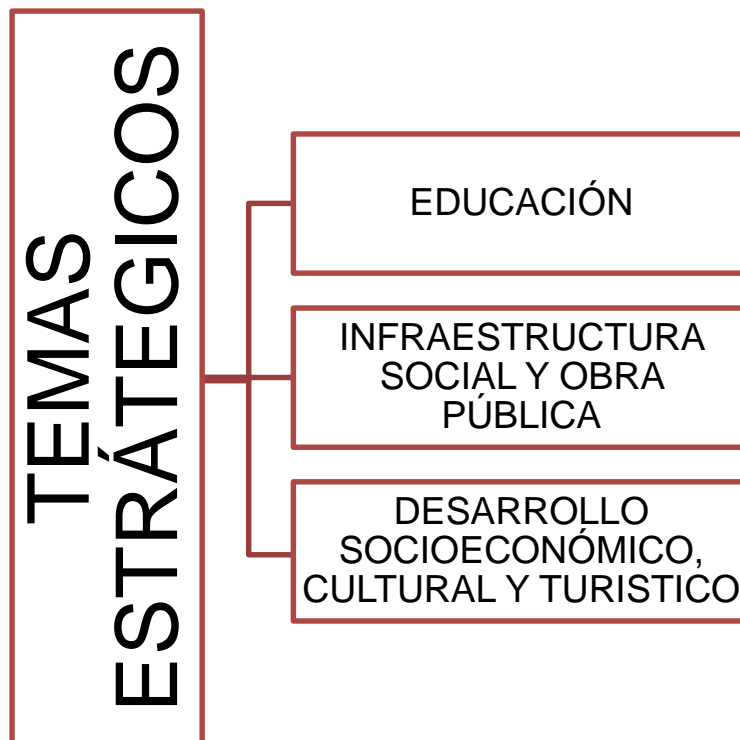 TEMAS
ESTRÁTEGICOS
EDUCACIÓN
INFRAESTRUCTURA
SOCIAL Y OBRA
PÚBLICA
DESARROLLO
SOCIOECONÓMICO,
CULTURAL Y TURISTICO